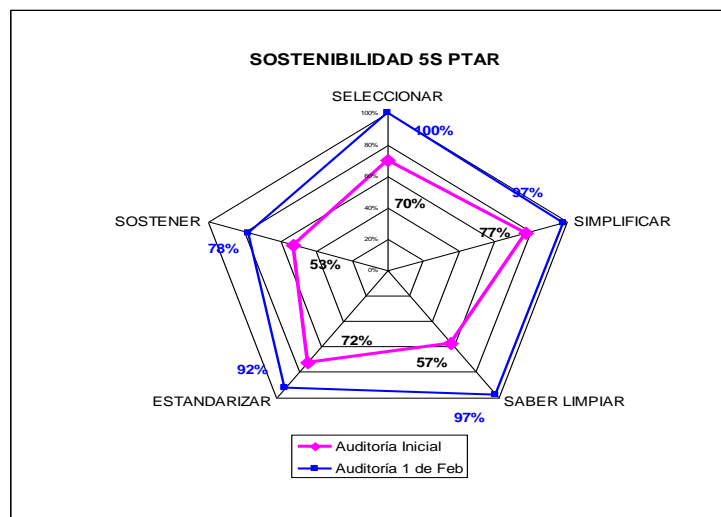 SOSTENIBILIDAD 5S PTAR
SELECCIONAR
100%
100%
97%
80%
60%
70%
SOSTENER
77%
SIMPLIFICAR
40%
78%
53%
20%
0%
72%
57%
92%
ESTANDARIZAR
SABER LIMPIAR
97%
Auditoría Inicial
Auditoría 1 de Feb